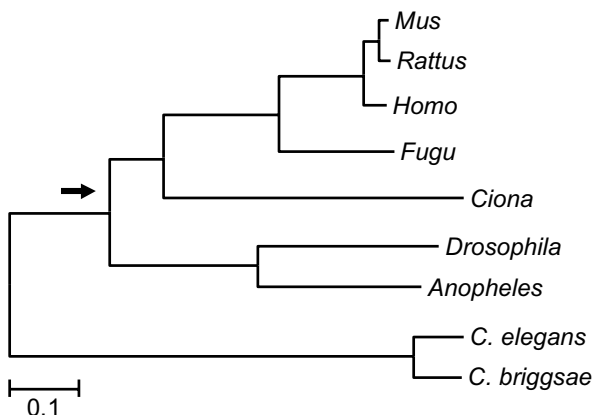 Mus
Rattus
Homo
Fugu
Ciona
Drosophila
Anopheles
C. elegans
C. briggsae
0.1